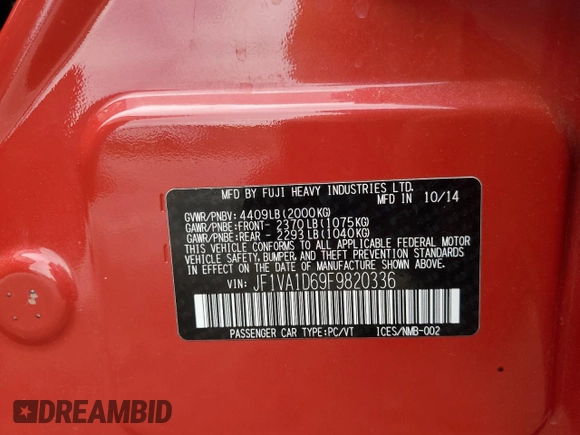 MFD BY FUJI HEAVY INDUSTRIES LTD.
MFD IN 10/14
GVWR/PNBV: 4409LB(2000KG)
GAWR/PNBE:FRONT- 2370LB(1075KG)
GAWR/PNBE:REAR - 2293LB(1040KG)
THIS VEHICLE CONFORMS TO ALL APPLICABLE FEDERAL MOTOR
VEHICLE SAFETY, BUMPER, AND THEFT PREVENTION STANDARDS
IN EFFECT ON THE DATE OF MANUFACTURE SHOWN ABOVE.
VIN: JF1VA1D69F9820336
PASSENGER CAR TYPE:PC/VT ICES/NMB-002
DREAMBID